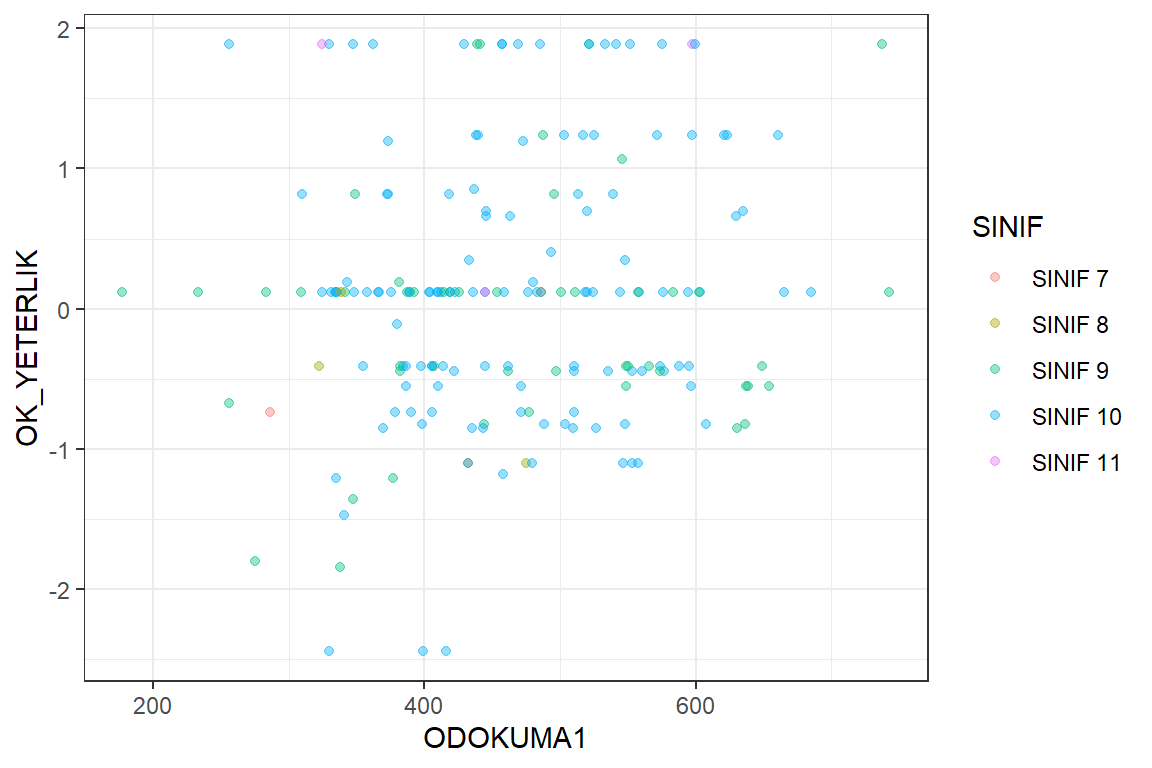 2
1
0
-1
-2
OK_YETERLIK
200
400
600
ODOKUMA1
SINIF
SINIF 7
SINIF 8
SINIF 9
SINIF 10
SINIF 11